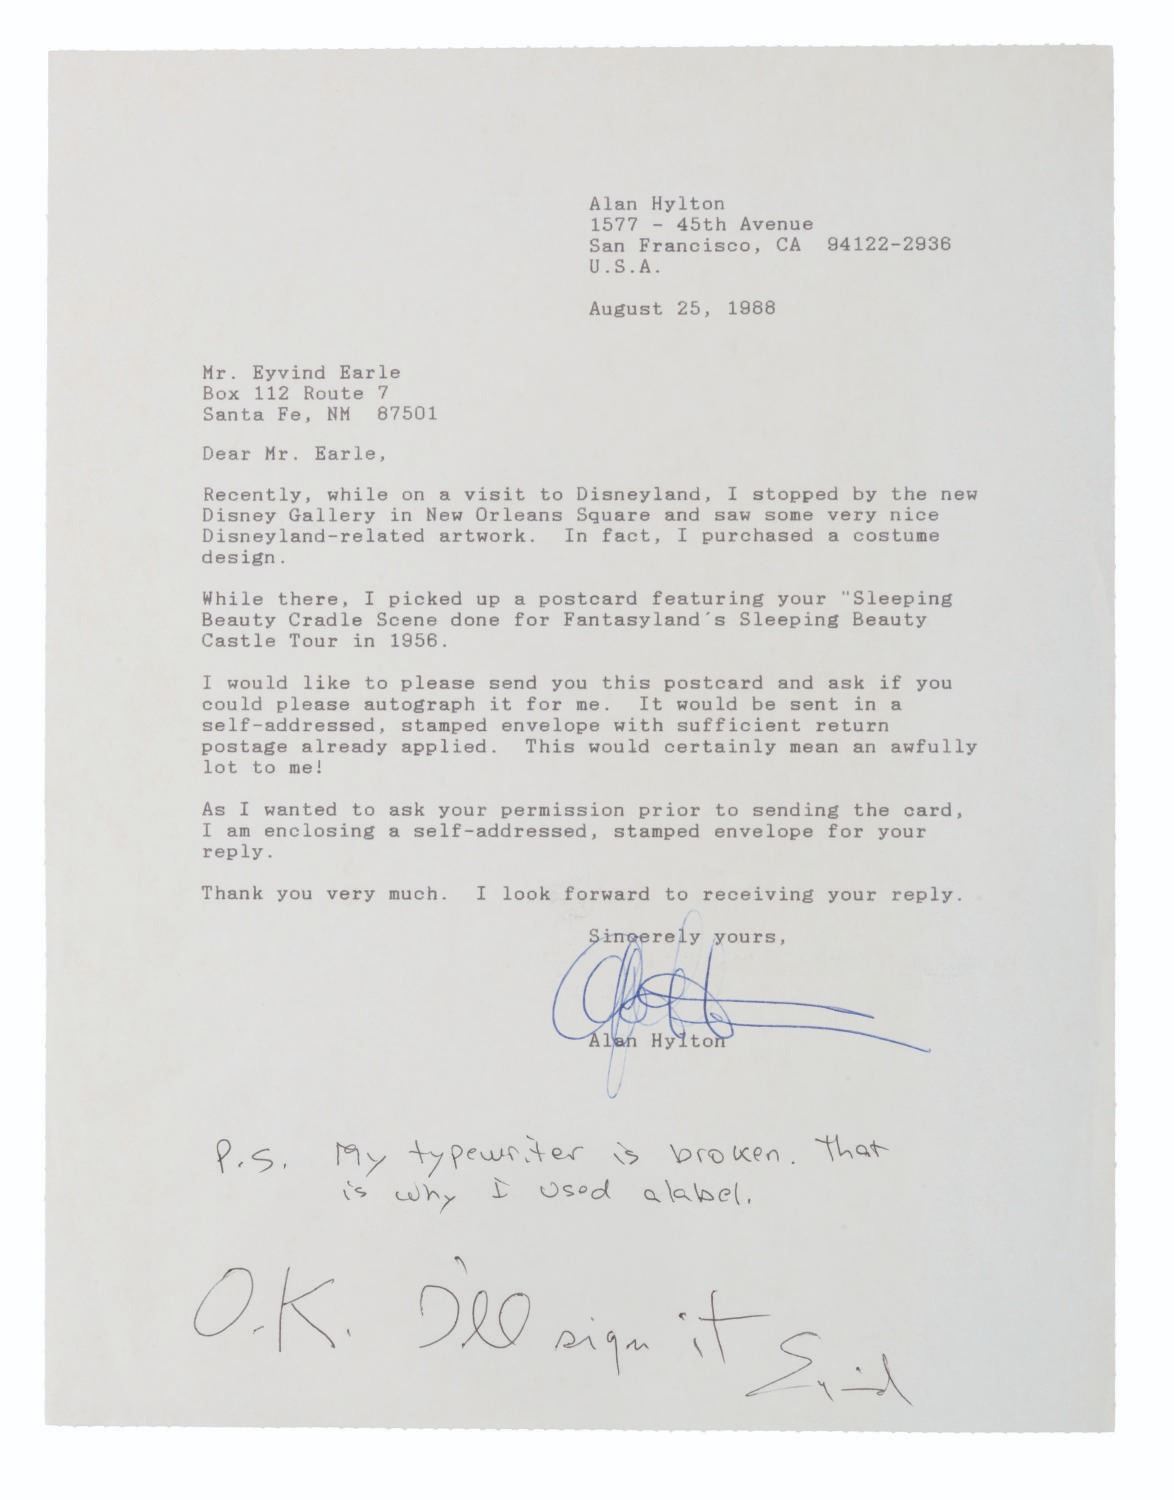 Alan Hylton
1577 - 45th Avenue
San Francisco, CA  94122-2936
U.S.A.
August 25, 1988
Mr. Eyvind Earle
Box 112 Route 7
Santa Fe, NM  87501
Dear Mr. Earle,
Recently, while on a visit to Disneyland, I stopped by the new
Disney Gallery in New Orleans Square and saw some very nice
Disneyland-related artwork.  In fact, I purchased a costume
design.
While there, I picked up a postcard featuring your "Sleeping
Beauty Cradle Scene done for Fantasyland's Sleeping Beauty
Castle Tour in 1956.
I would like to please send you this postcard and ask if you
could please autograph it for me.  It would be sent in a
self-addressed, stamped envelope with sufficient return
postage already applied.  This would certainly mean an awfully
lot to me!
As I wanted to ask your permission prior to sending the card,
I am enclosing a self-addressed, stamped envelope for your
reply.
Thank you very much.  I look forward to receiving your reply.
Sincerely yours,
Alan Hylton
P.S. My typewriter is broken. That
is why I used a label.
O.K. I'll sign it
Eyvind